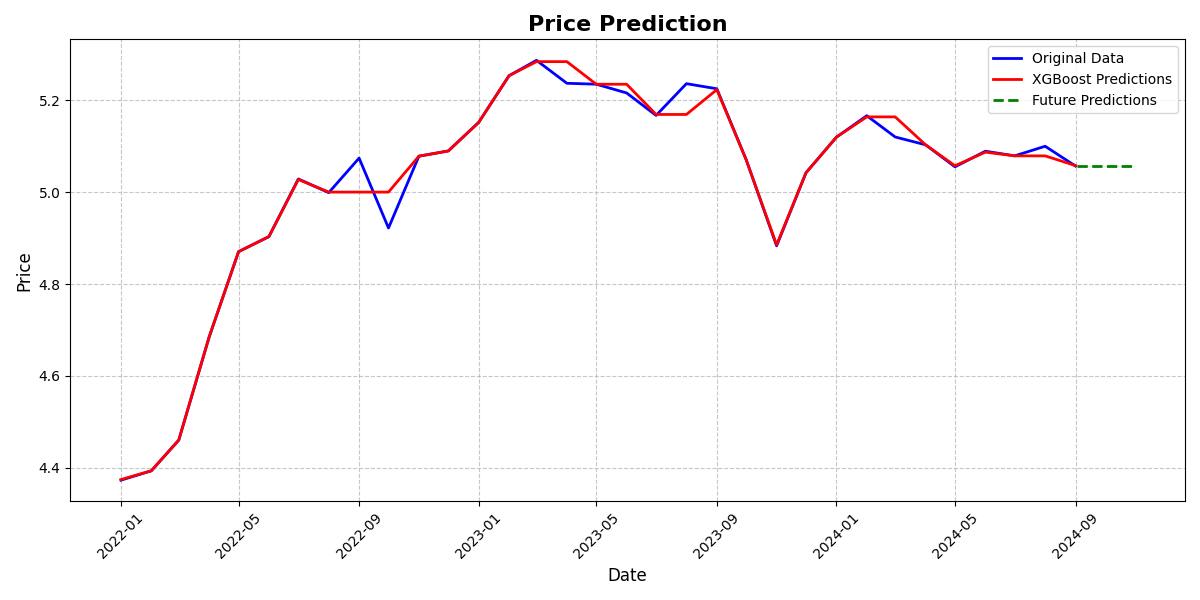 Price Prediction
Original Data
XGBoost Predictions
Future Predictions
5.2
5.0
4.8
4.6
4.4
Price
2022-01
2022-05
2022-09
2023-01
2023-05
2023-09
2024-01
2024-05
2024-09
Date